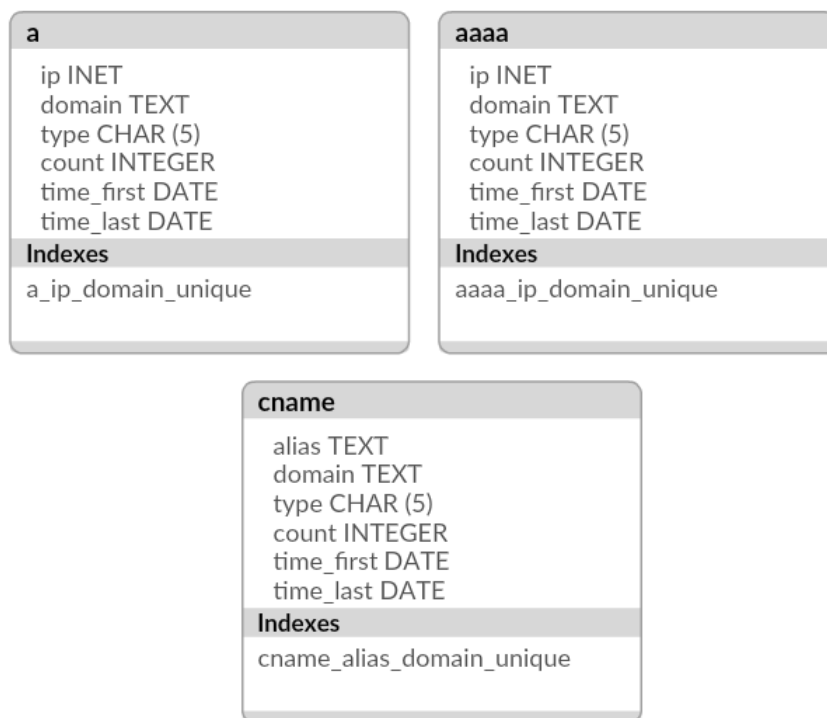 a
ip INET
domain TEXT
type CHAR (5)
count INTEGER
time_first DATE
time_last DATE
Indexes
a_ip_domain_unique
aaaa
ip INET
domain TEXT
type CHAR (5)
count INTEGER
time_first DATE
time_last DATE
Indexes
aaaa_ip_domain_unique
cname
alias TEXT
domain TEXT
type CHAR (5)
count INTEGER
time_first DATE
time_last DATE
Indexes
cname_alias_domain_unique